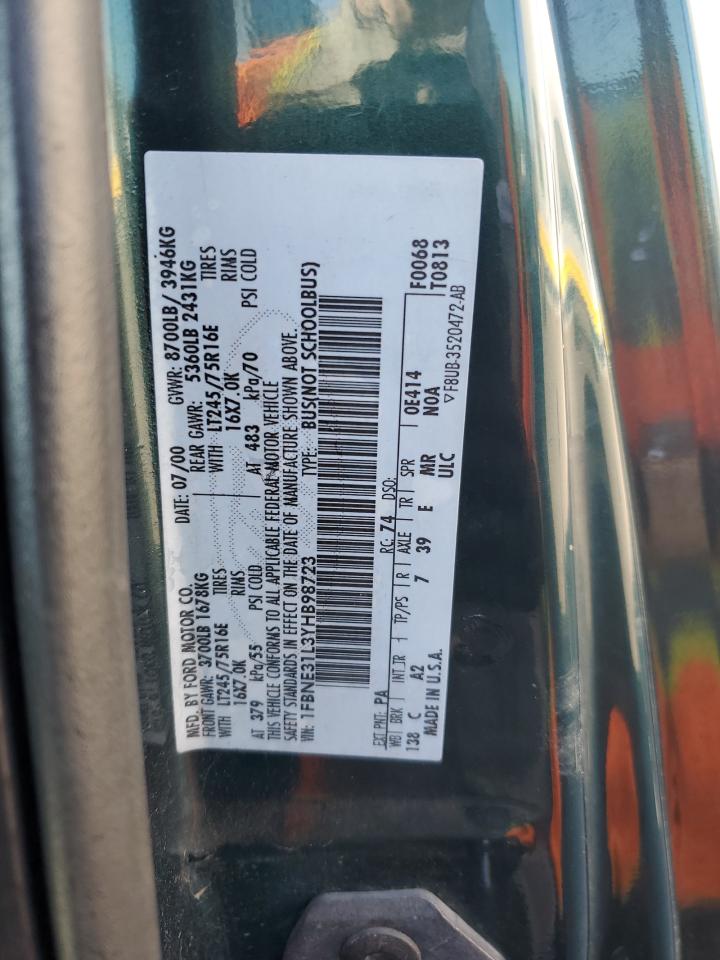 MFD. BY FORD MOTOR CO. DATE: 07/00 GVWR: 8700LB/ 3946KG
FRONT GAWR: 3700LB 1678KG REAR GAWR: 5360LB 2431KG
WITH LT245/75R16E TIRES WITH LT245/75R16E TIRES
16X7.0K RIMS 16X7.0K RIMS
AT 379 kPa/55 PSI COLD AT 483 kPa/70 PSI COLD
THIS VEHICLE CONFORMS TO ALL APPLICABLE FEDERAL MOTOR VEHICLE
SAFETY STANDARDS IN EFFECT ON THE DATE OF MANUFACTURE SHOWN ABOVE.
VIN: 1FBNE31L3YHB98723 TYPE: BUS(NOT SCHOOLBUS)
F0068
T0813
EXT PNT: PA RC: 74 DSO:
WB BRK INT TR TP/PS R AXLE TR SPR 0E414
138 C A2 7 39 E MR N0A
MADE IN U.S.A. ULC
▽F8UB-3520472-AB